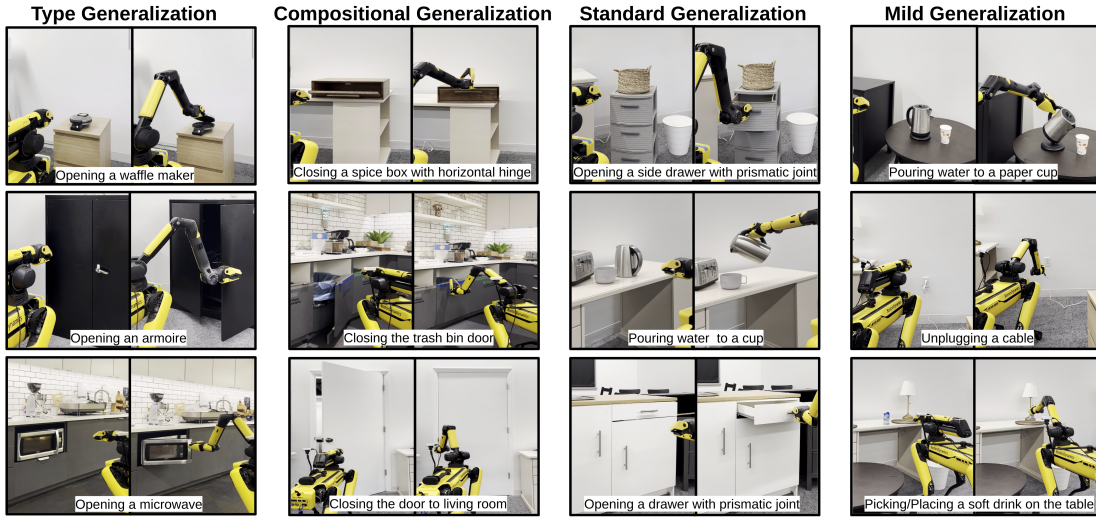 Type Generalization
Compositional Generalization
Standard Generalization
Mild Generalization
Opening a waffle maker
Closing a spice box with horizontal hinge
Opening a side drawer with prismatic joint
Pouring water to a paper cup
Opening an armoire
Closing the trash bin door
Pouring water to a cup
Unplugging a cable
Opening a microwave
Closing the door to living room
Opening a drawer with prismatic joint
Picking/Placing a soft drink on the table